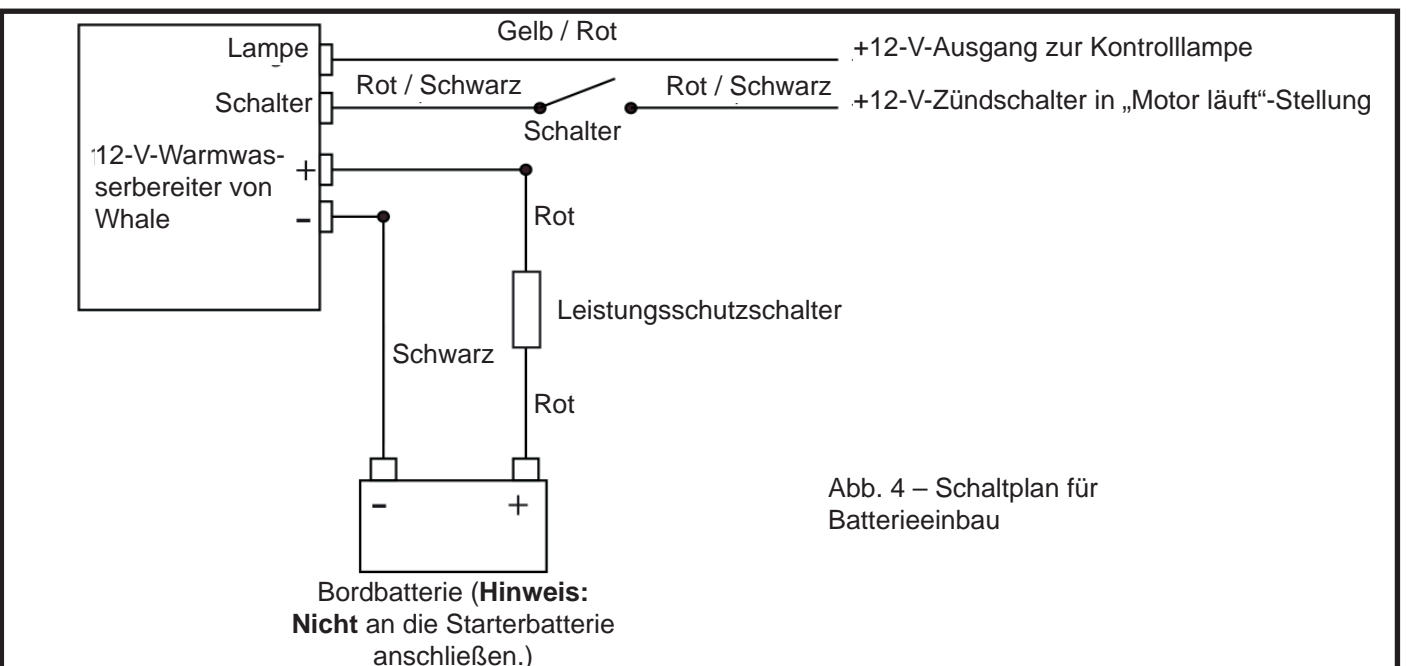 Gelb / Rot
Lampe
+12-V-Ausgang zur Kontrolllampe
Rot / Schwarz
Rot / Schwarz
Schalter
+12-V-Zündschalter in „Motor läuft“-Stellung
Schalter
12-V-Warmwas-
serbereiter von
Whale
+
-
Rot
Leistungsschutzschalter
Schwarz
Rot
- +
Abb. 4 – Schaltplan für
Batterieeinbau
Bordbatterie (Hinweis:
Nicht an die Starterbatterie
anschließen.)